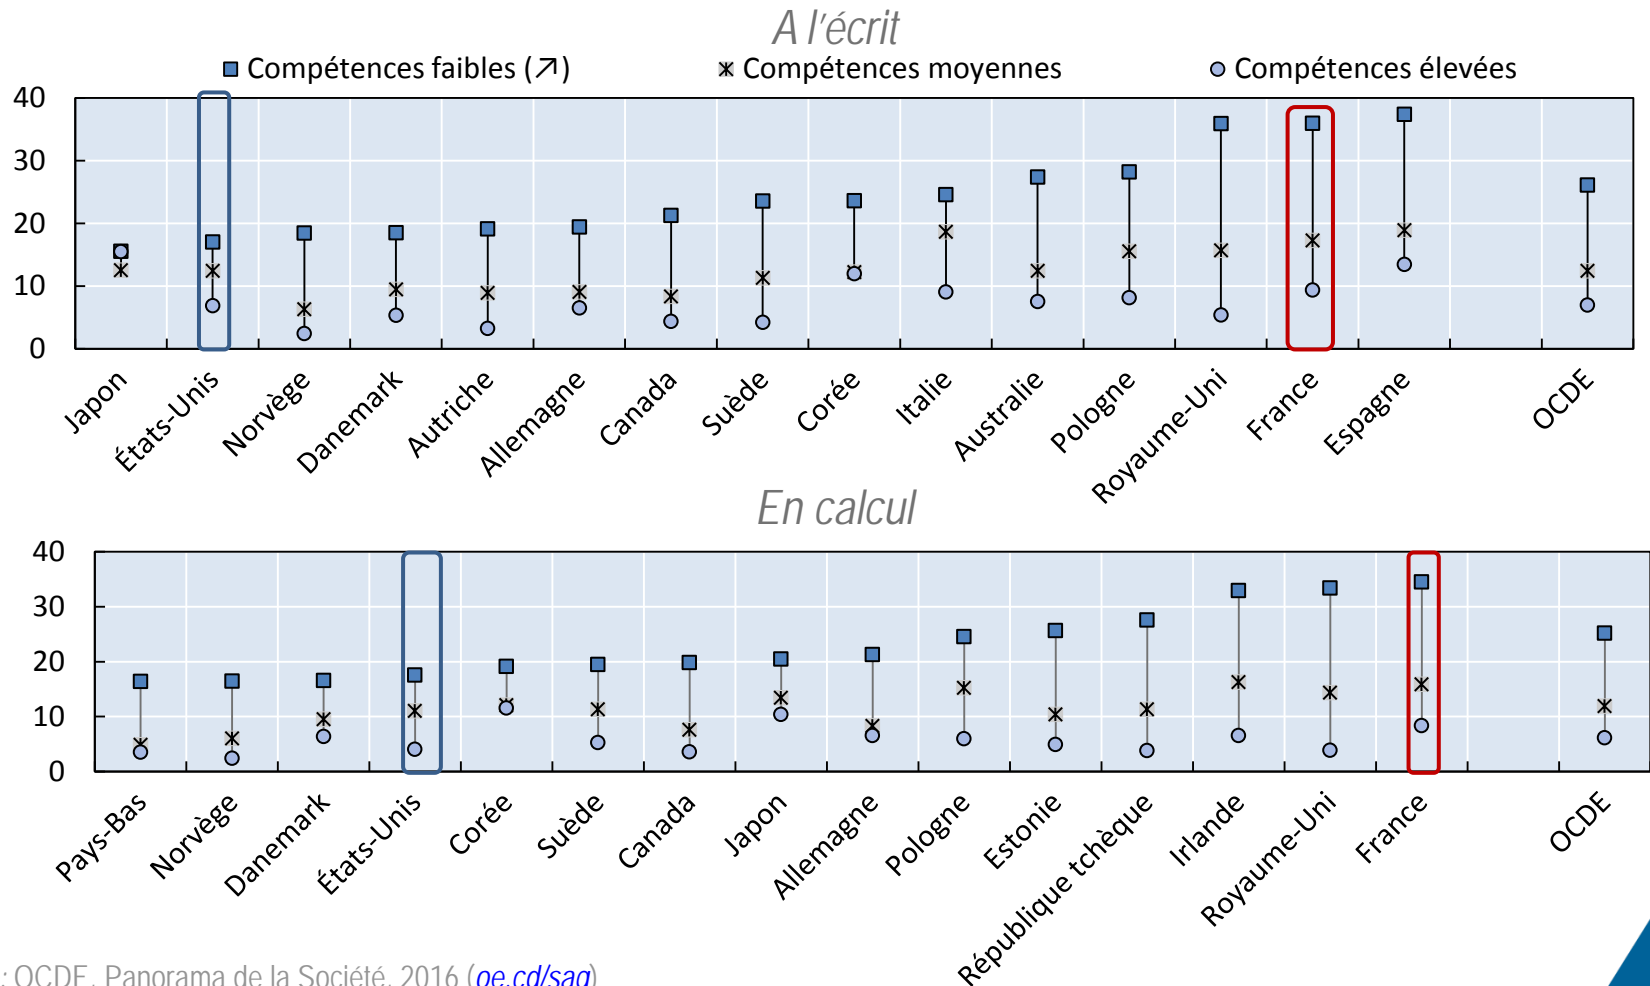 A l'écrit
Compétences faibles (↗) Compétences moyennes Compétences élevées
40
30
20
10
0
Japon États-Unis Norvège Danemark Autriche Allemagne Canada Suède Corée Italie Australie Pologne Royaume-Uni France Espagne OCDE
En calcul
40
30
20
10
0
Pays-Bas Norvège Danemark États-Unis Corée Suède Canada Japon Allemagne Pologne Estonie République tchèque Irlande Royaume-Uni France OCDE
: OCDE, Panorama de la Société, 2016 (oe.cd/sag)